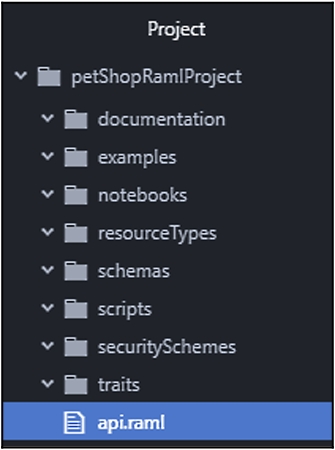 Project
petShopRamlProject
documentation
examples
notebooks
resourceTypes
schemas
scripts
securitySchemes
traits
api.raml